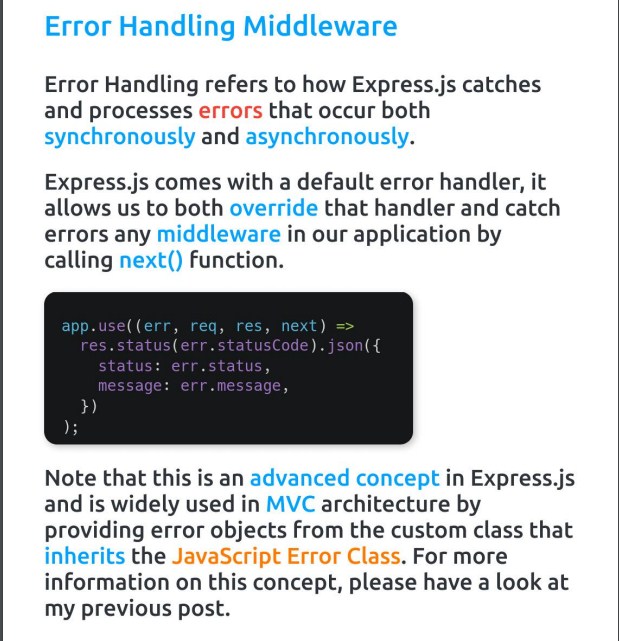 Error Handling Middleware
Error Handling refers to how Express.js catches
and processes errors that occur both
synchronously and asynchronously.
Express.js comes with a default error handler, it
allows us to both override that handler and catch
errors any middleware in our application by
calling next() function.
app.use((err, req, res, next) =>
  res.status(err.statusCode).json({
    status: err.status,
    message: err.message,
  })
);
Note that this is an advanced concept in Express.js
and is widely used in MVC architecture by
providing error objects from the custom class that
inherits the JavaScript Error Class. For more
information on this concept, please have a look at
my previous post.